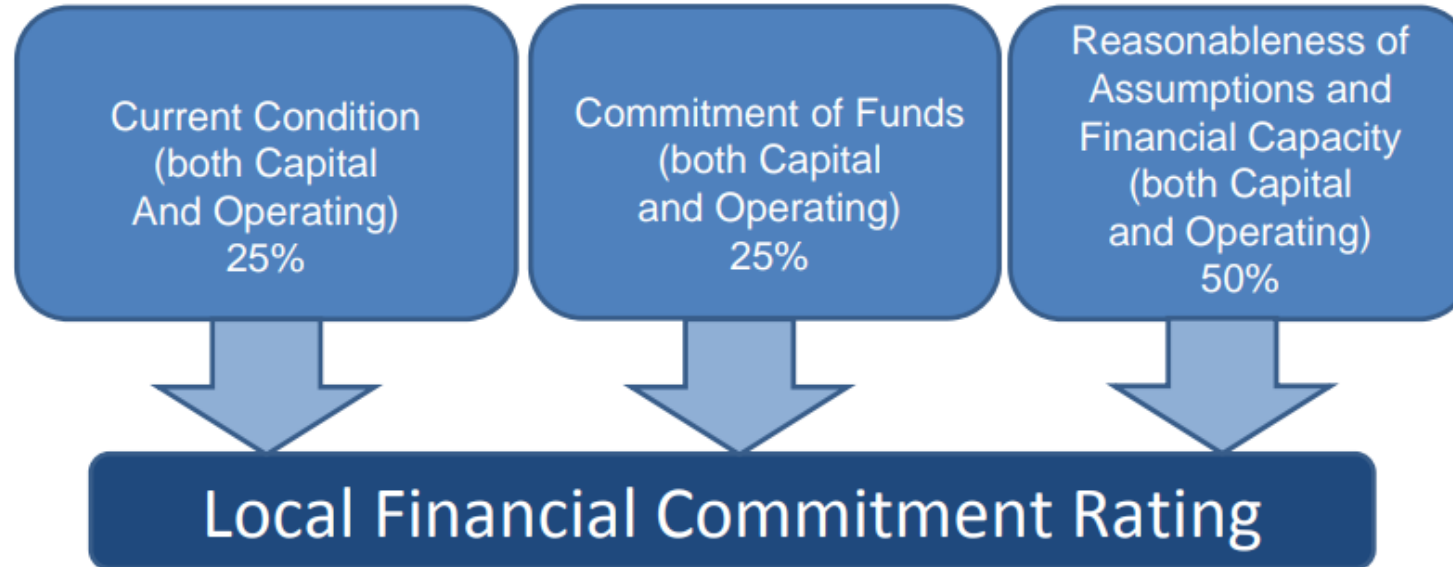 Current Condition
(both Capital
And Operating)
25%
Commitment of Funds
(both Capital
and Operating)
25%
Reasonableness of
Assumptions and
Financial Capacity
(both Capital
and Operating)
50%
Local Financial Commitment Rating